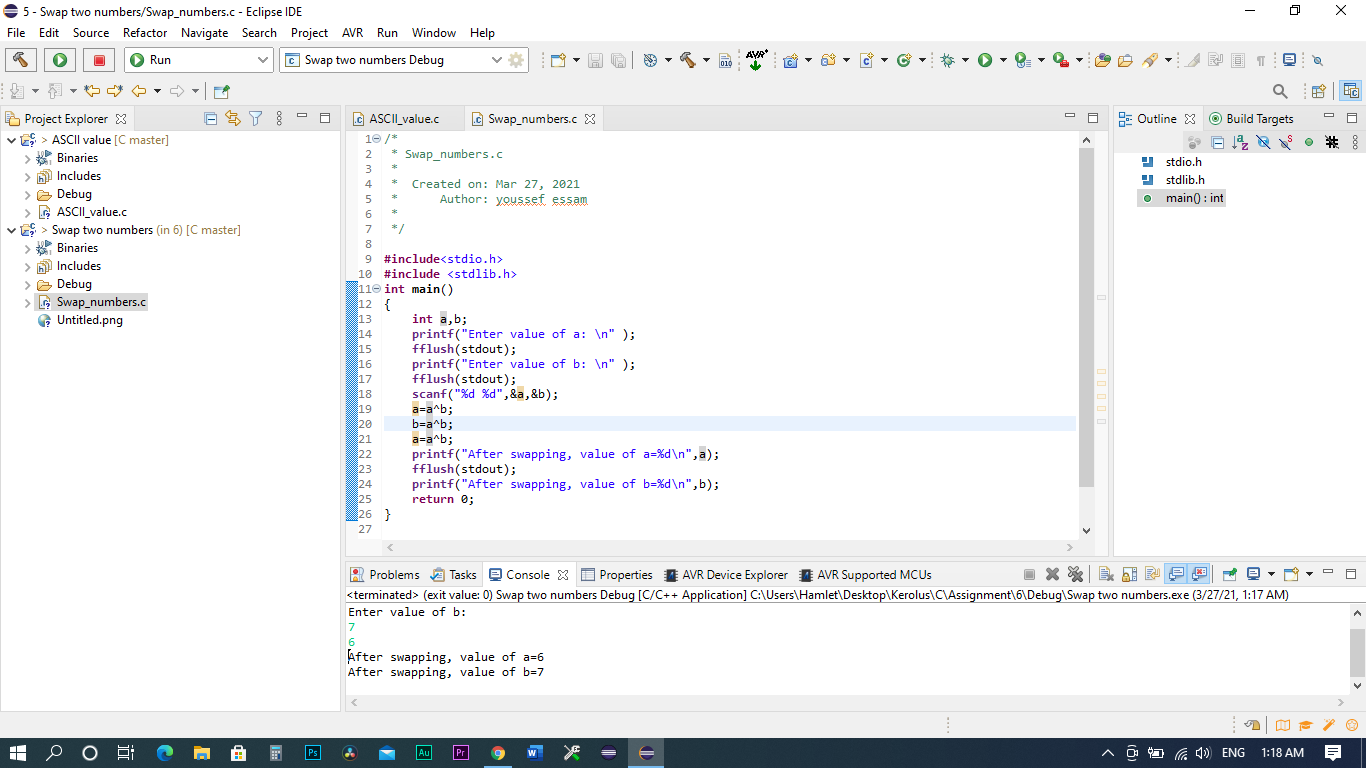 5 - Swap two numbers/Swap_numbers.c - Eclipse IDE
File Edit Source Refactor Navigate Search Project AVR Run Window Help
Run
Swap two numbers Debug
010
AVR
Project Explorer
> ASCII value [C master]
Binaries
Includes
Debug
ASCII_value.c
> Swap two numbers (in 6) [C master]
Binaries
Includes
Debug
Swap_numbers.c
Untitled.png
ASCII_value.c
Swap_numbers.c
1 /*
2  * Swap_numbers.c
3  *
4  *  Created on: Mar 27, 2021
5  *      Author: youssef essam
6  *
7  */
8
9 #include<stdio.h>
10 #include <stdlib.h>
11 int main()
12 {
13     int a,b;
14     printf("Enter value of a: \n" );
15     fflush(stdout);
16     printf("Enter value of b: \n" );
17     fflush(stdout);
18     scanf("%d %d",&a,&b);
19     a=a^b;
20     b=a^b;
21     a=a^b;
22     printf("After swapping, value of a=%d\n",a);
23     fflush(stdout);
24     printf("After swapping, value of b=%d\n",b);
25     return 0;
26 }
27
Outline
Build Targets
stdio.h
stdlib.h
main() : int
Problems
Tasks
Console
Properties
AVR Device Explorer
AVR Supported MCUs
<terminated> (exit value: 0) Swap two numbers Debug [C/C++ Application] C:\Users\Hamlet\Desktop\Kerolus\C\Assignment\6\Debug\Swap two numbers.exe (3/27/21, 1:17 AM)
Enter value of b:
7
6
After swapping, value of a=6
After swapping, value of b=7
Ps
Au
Pr
W
ENG
1:18 AM